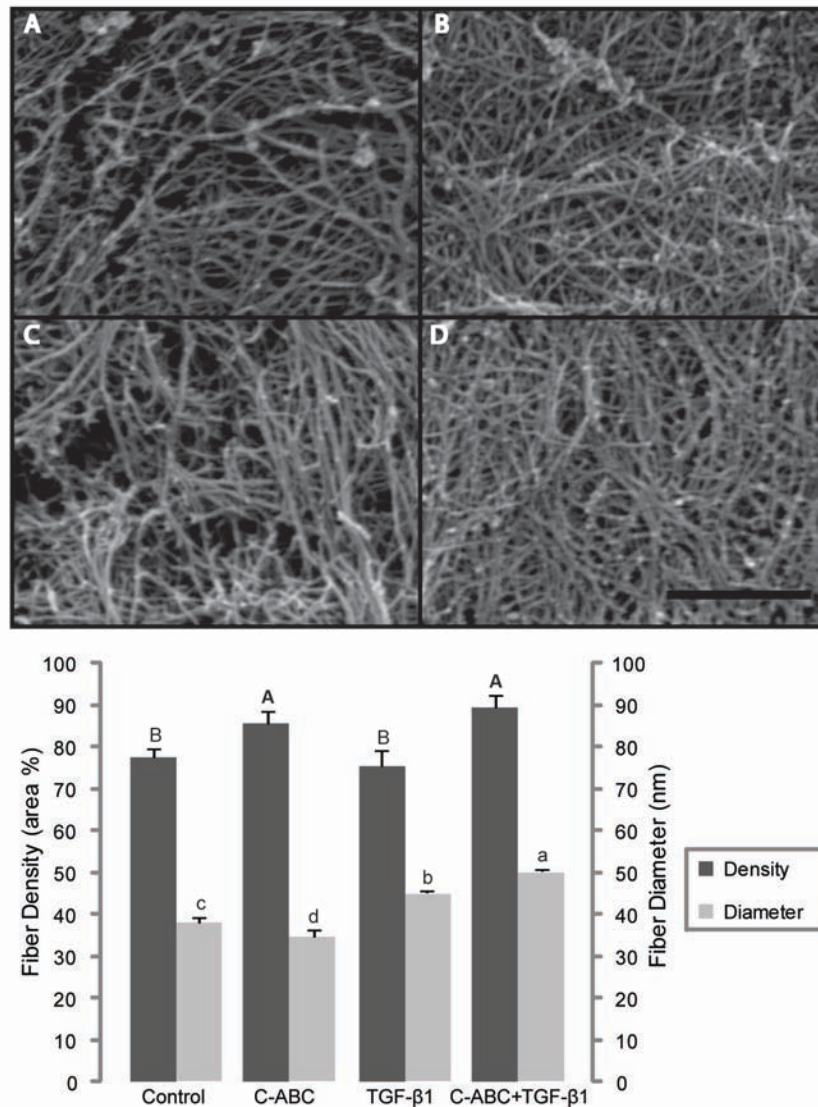 A
B
C
D
100
90
80
70
60
50
40
30
20
10
0
Fiber Density (area %)
B
c
A
d
B
b
A
a
100
90
80
70
60
50
40
30
20
10
0
Fiber Diameter (nm)
Density
Diameter
Control
C-ABC
TGF-β1
C-ABC+TGF-β1